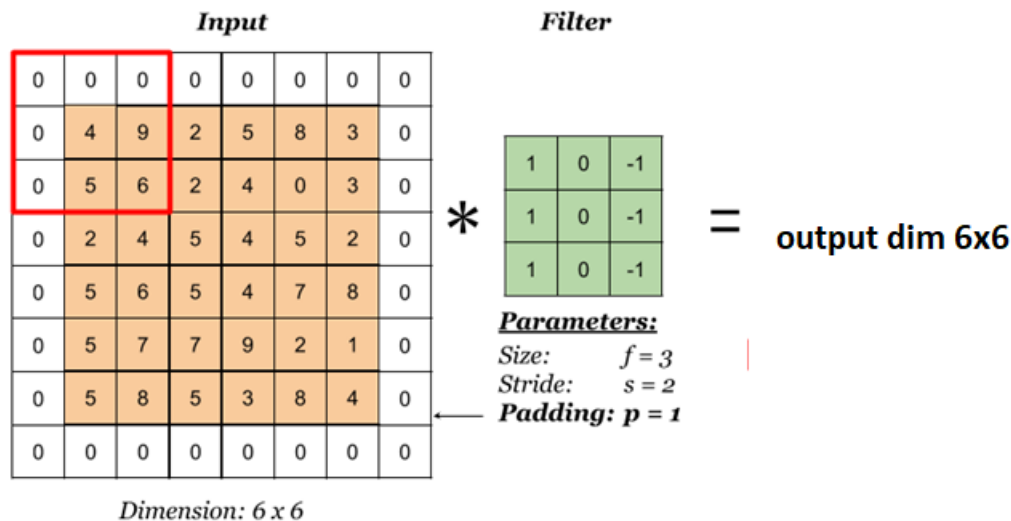 Input Filter
0 0 0 0 0 0 0 0
0 4 9 2 5 8 3 0
0 5 6 2 4 0 3 0
0 2 4 5 4 5 2 0
0 5 6 5 4 7 8 0
0 5 7 7 9 2 1 0
0 5 8 5 3 8 4 0
0 0 0 0 0 0 0 0
Dimension: 6 x 6
*
1 0 -1
1 0 -1
1 0 -1
Parameters:
Size: f = 3
Stride: s = 2
Padding: p = 1
=
output dim 6x6